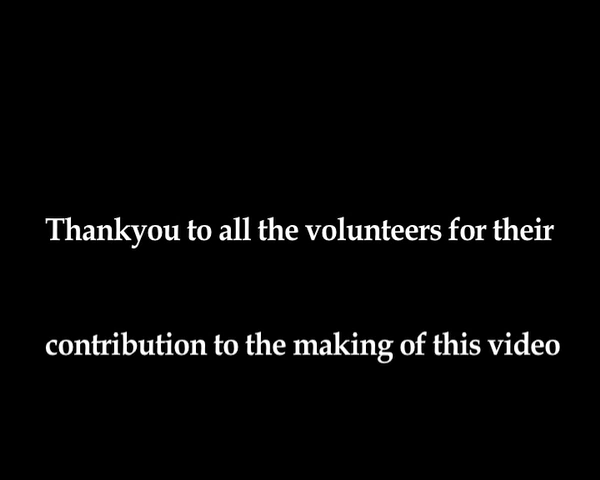 Thankyou to all the volunteers for their
contribution to the making of this video